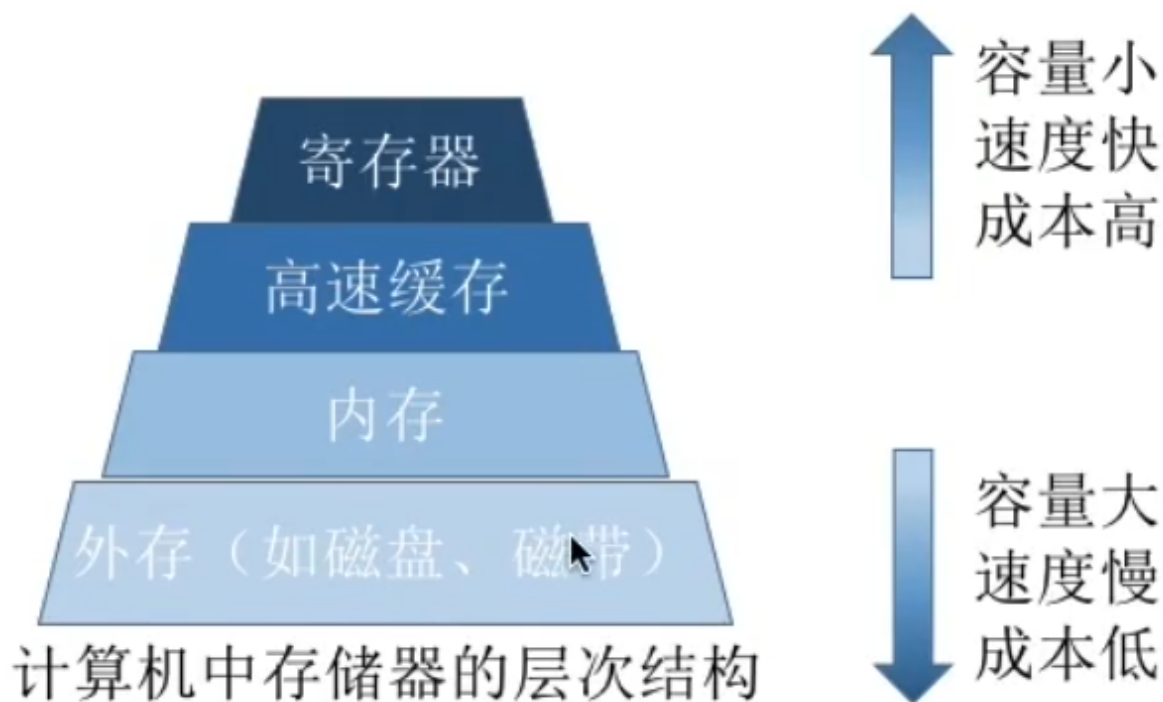 寄存器
高速缓存
内存
外存（如磁盘、磁带）
计算机中存储器的层次结构
容量小
速度快
成本高
容量大
速度慢
成本低